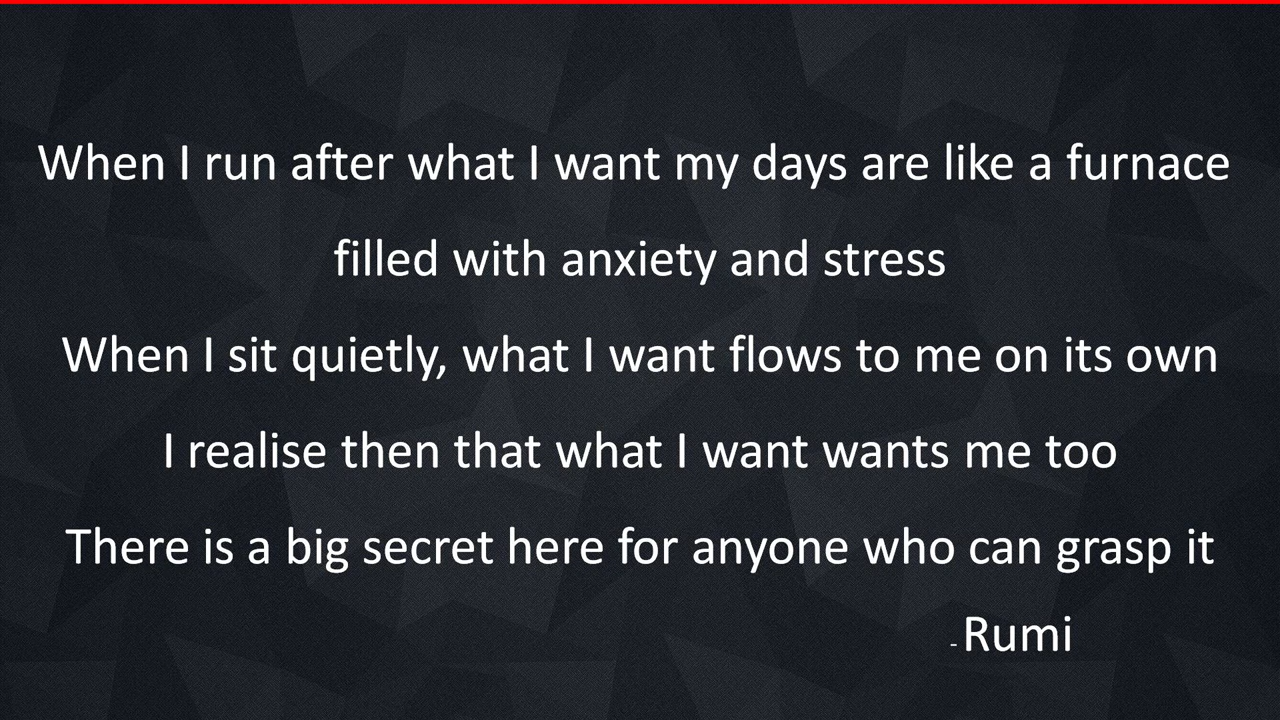 When I run after what I want my days are like a furnace
filled with anxiety and stress
When I sit quietly, what I want flows to me on its own
I realise then that what I want wants me too
There is a big secret here for anyone who can grasp it
- Rumi